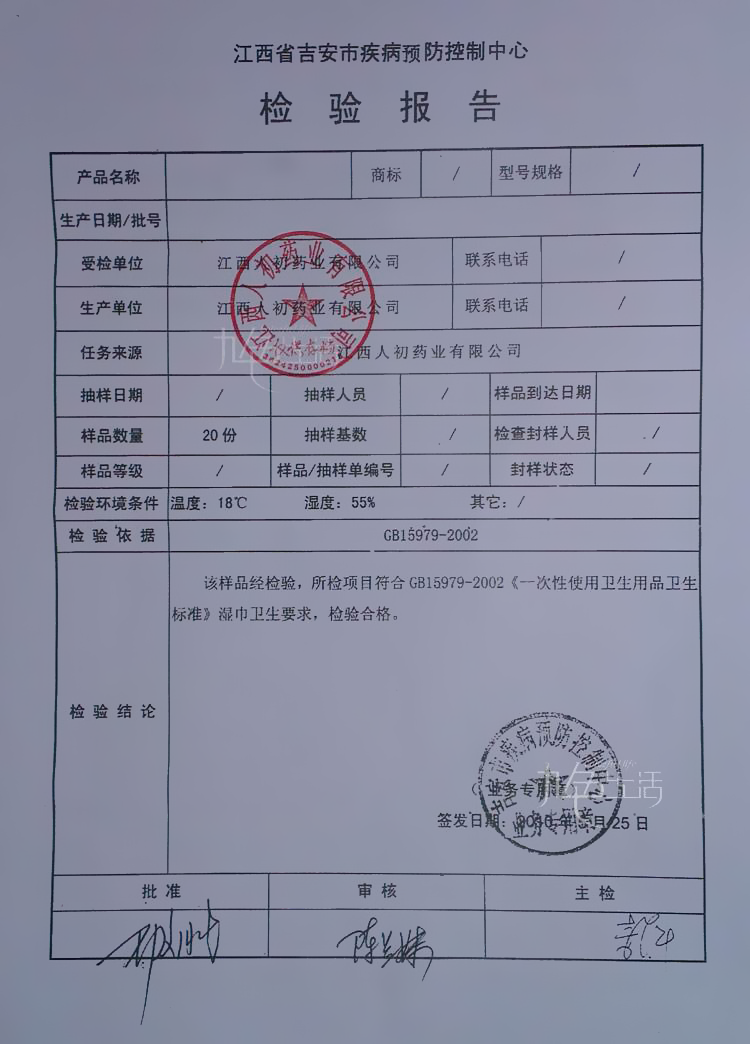 江西省吉安市疾病预防控制中心
检 验 报 告
产品名称 商标 / 型号规格 /
生产日期/批号
受检单位 江西人初药业有限公司 联系电话 /
生产单位 江西人初药业有限公司 联系电话 /
任务来源 江西人初药业有限公司
抽样日期 / 抽样人员 / 样品到达日期
样品数量 20份 抽样基数 / 检查封样人员 /
样品等级 / 样品/抽样单编号 / 封样状态 /
检验环境条件 温度：18℃ 湿度：55% 其它：/
检 验 依 据 GB15979-2002
该样品经检验，所检项目符合GB15979-2002《一次性使用卫生用品卫生
标准》湿巾卫生要求，检验合格。
检 验 结 论
吉安市疾病预防控制中心
业务专用章
业务专用章
签发日期： 月25日
批 准 审 核 主 检
江西人初药业有限公司
生活